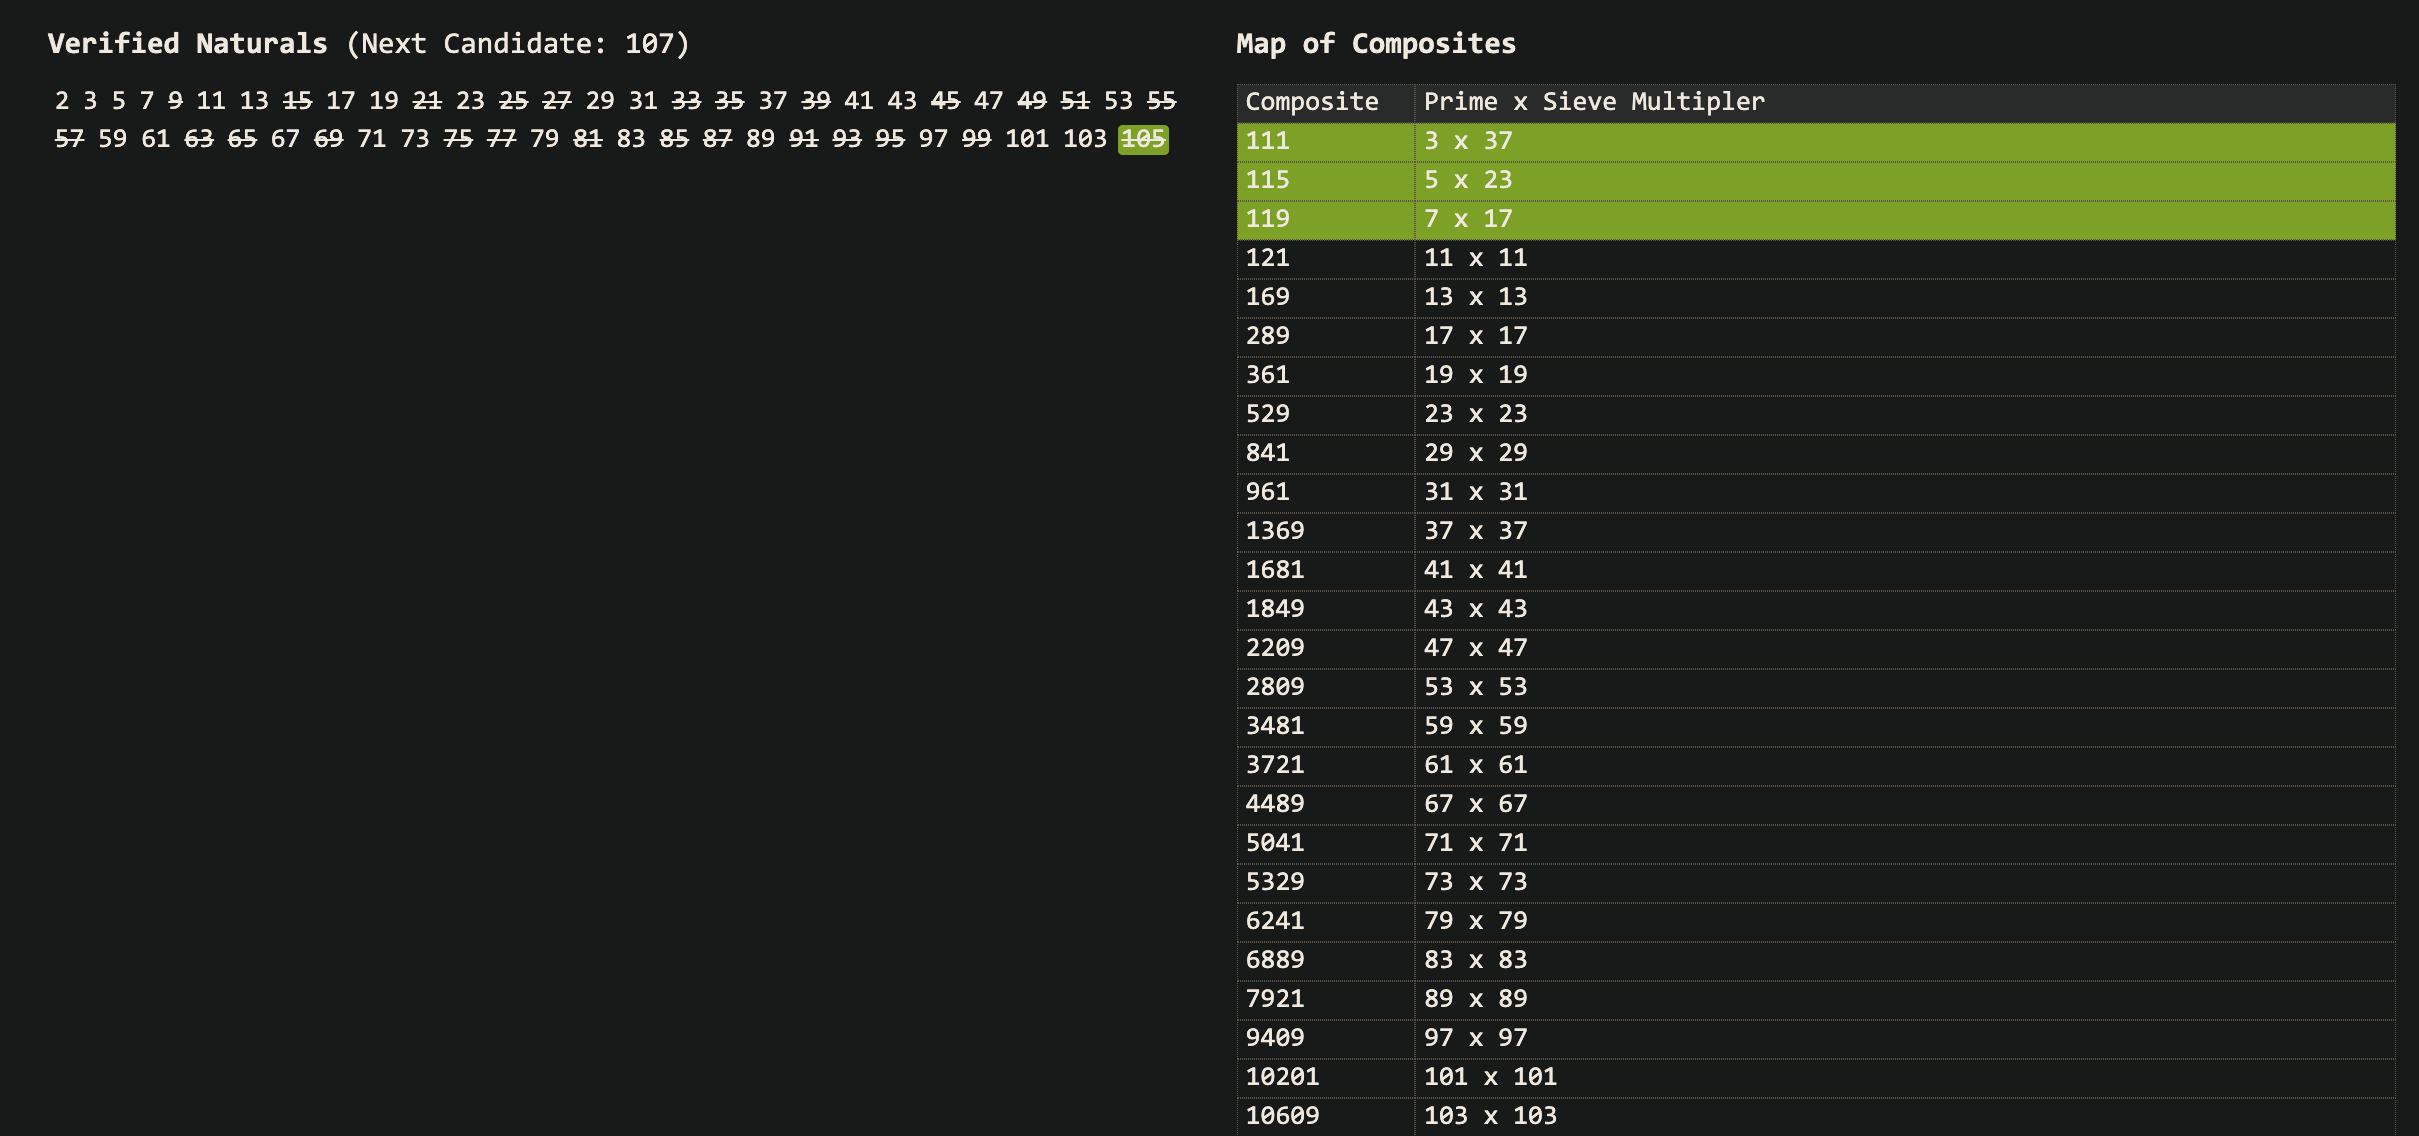 Verified Naturals (Next Candidate: 107)
2 3 5 7 9 11 13 15 17 19 21 23 25 27 29 31 33 35 37 39 41 43 45 47 49 51 53 55
57 59 61 63 65 67 69 71 73 75 77 79 81 83 85 87 89 91 93 95 97 99 101 103 105
Map of Composites
Composite Prime x Sieve Multipler
111 3 x 37
115 5 x 23
119 7 x 17
121 11 x 11
169 13 x 13
289 17 x 17
361 19 x 19
529 23 x 23
841 29 x 29
961 31 x 31
1369 37 x 37
1681 41 x 41
1849 43 x 43
2209 47 x 47
2809 53 x 53
3481 59 x 59
3721 61 x 61
4489 67 x 67
5041 71 x 71
5329 73 x 73
6241 79 x 79
6889 83 x 83
7921 89 x 89
9409 97 x 97
10201 101 x 101
10609 103 x 103